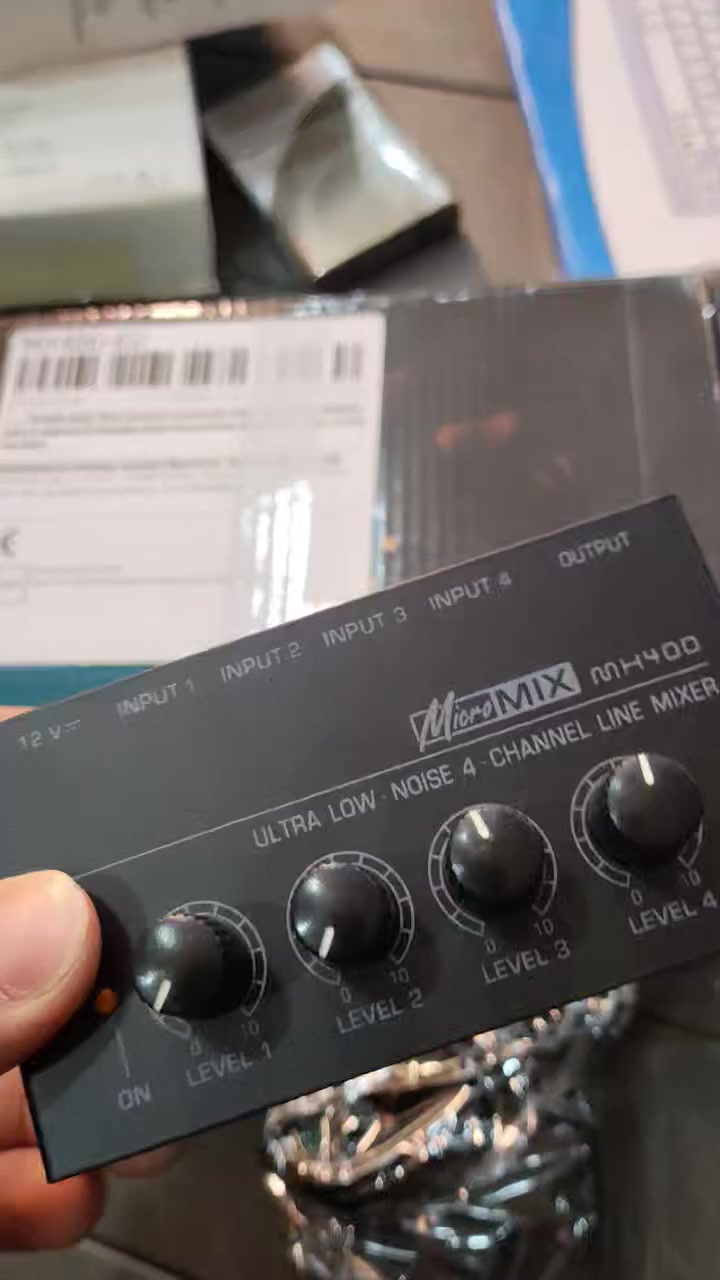 12 V
INPUT 1
INPUT 2
INPUT 3
INPUT 4
OUTPUT
MicroMIX MH400
ULTRA LOW-NOISE 4-CHANNEL LINE MIXER
ON
0 10
LEVEL 1
0 10
LEVEL 2
0 10
LEVEL 3
0 10
LEVEL 4